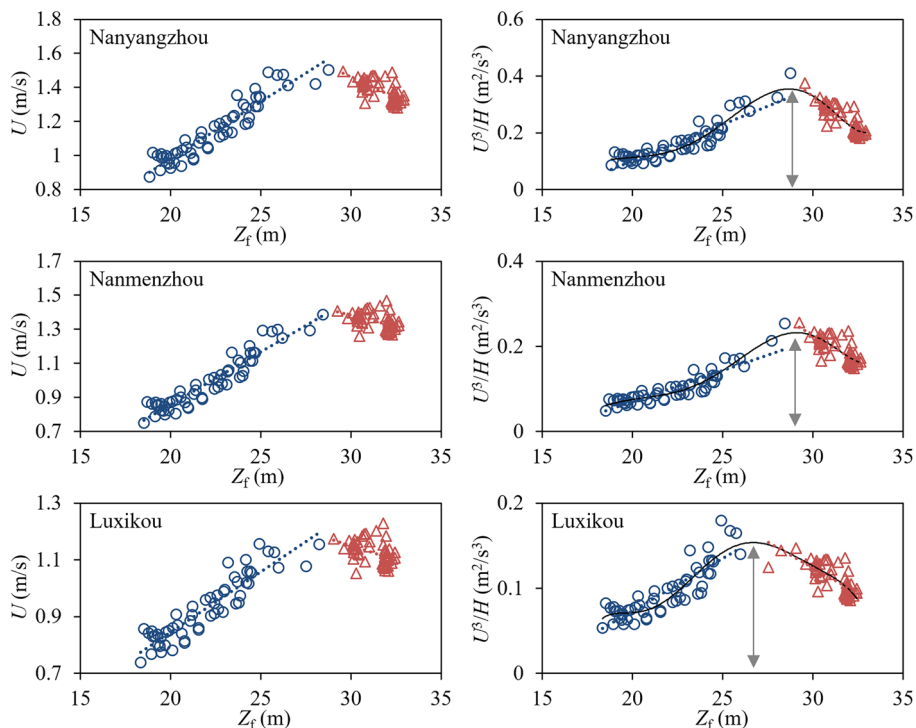 1.8
1.6
1.4
1.2
1
0.8
U (m/s)
Nanyangzhou
15 20 25 30 35
Zf (m)
0.6
0.4
0.2
0
U³/H (m²/s³)
Nanyangzhou
15 20 25 30 35
Zf (m)
1.7
1.5
1.3
1.1
0.9
0.7
U (m/s)
Nanmenzhou
15 20 25 30 35
Zf (m)
0.4
0.2
0
U³/H (m²/s³)
Nanmenzhou
15 20 25 30 35
Zf (m)
1.3
1.1
0.9
0.7
U (m/s)
Luxikou
15 20 25 30 35
Zf (m)
0.2
0.1
0
U³/H (m²/s³)
Luxikou
15 20 25 30 35
Zf (m)